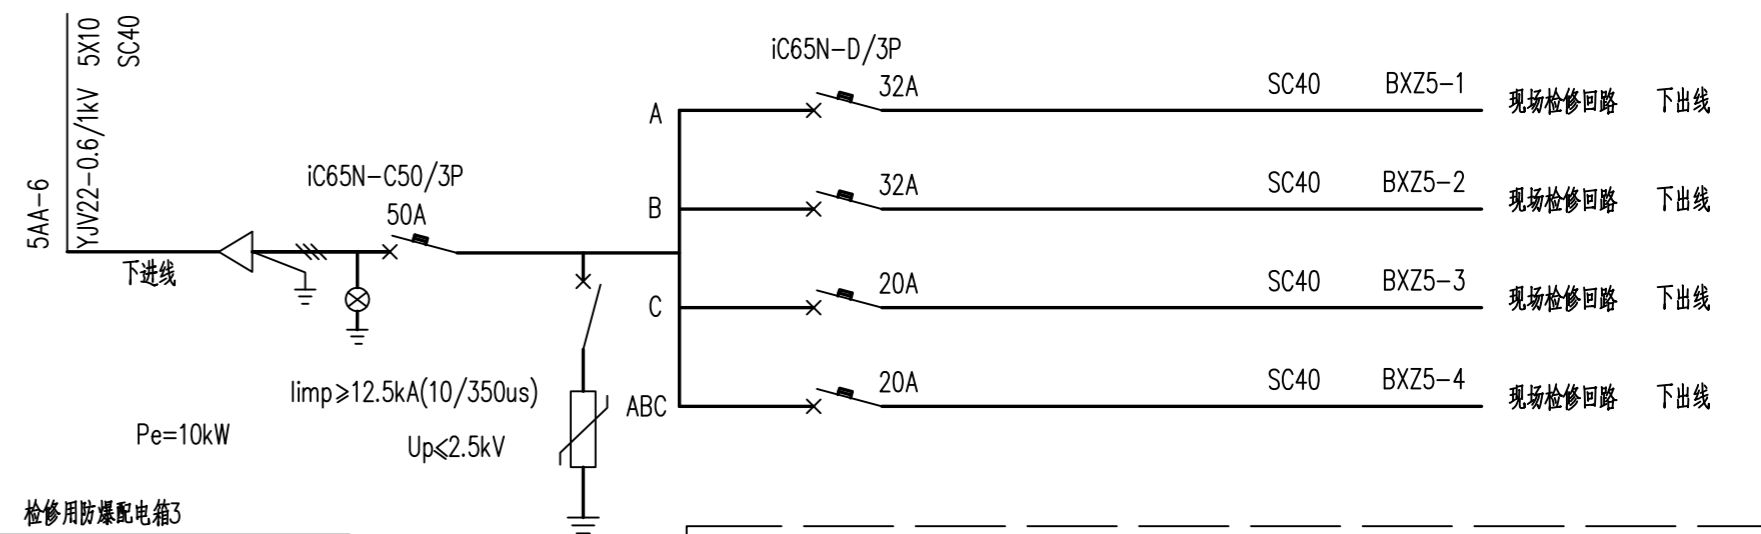 5AA-6
YJV22-0.6/1kV 5X10
SC40
下进线
iC65N-C50/3P
50A
Iimp≥12.5kA(10/350us)
Up≤2.5kV
Pe=10kW
检修用防爆配电箱3
iC65N-D/3P
A 32A SC40 BXZ5-1 现场检修回路 下出线
B 32A SC40 BXZ5-2 现场检修回路 下出线
C 20A SC40 BXZ5-3 现场检修回路 下出线
ABC 20A SC40 BXZ5-4 现场检修回路 下出线